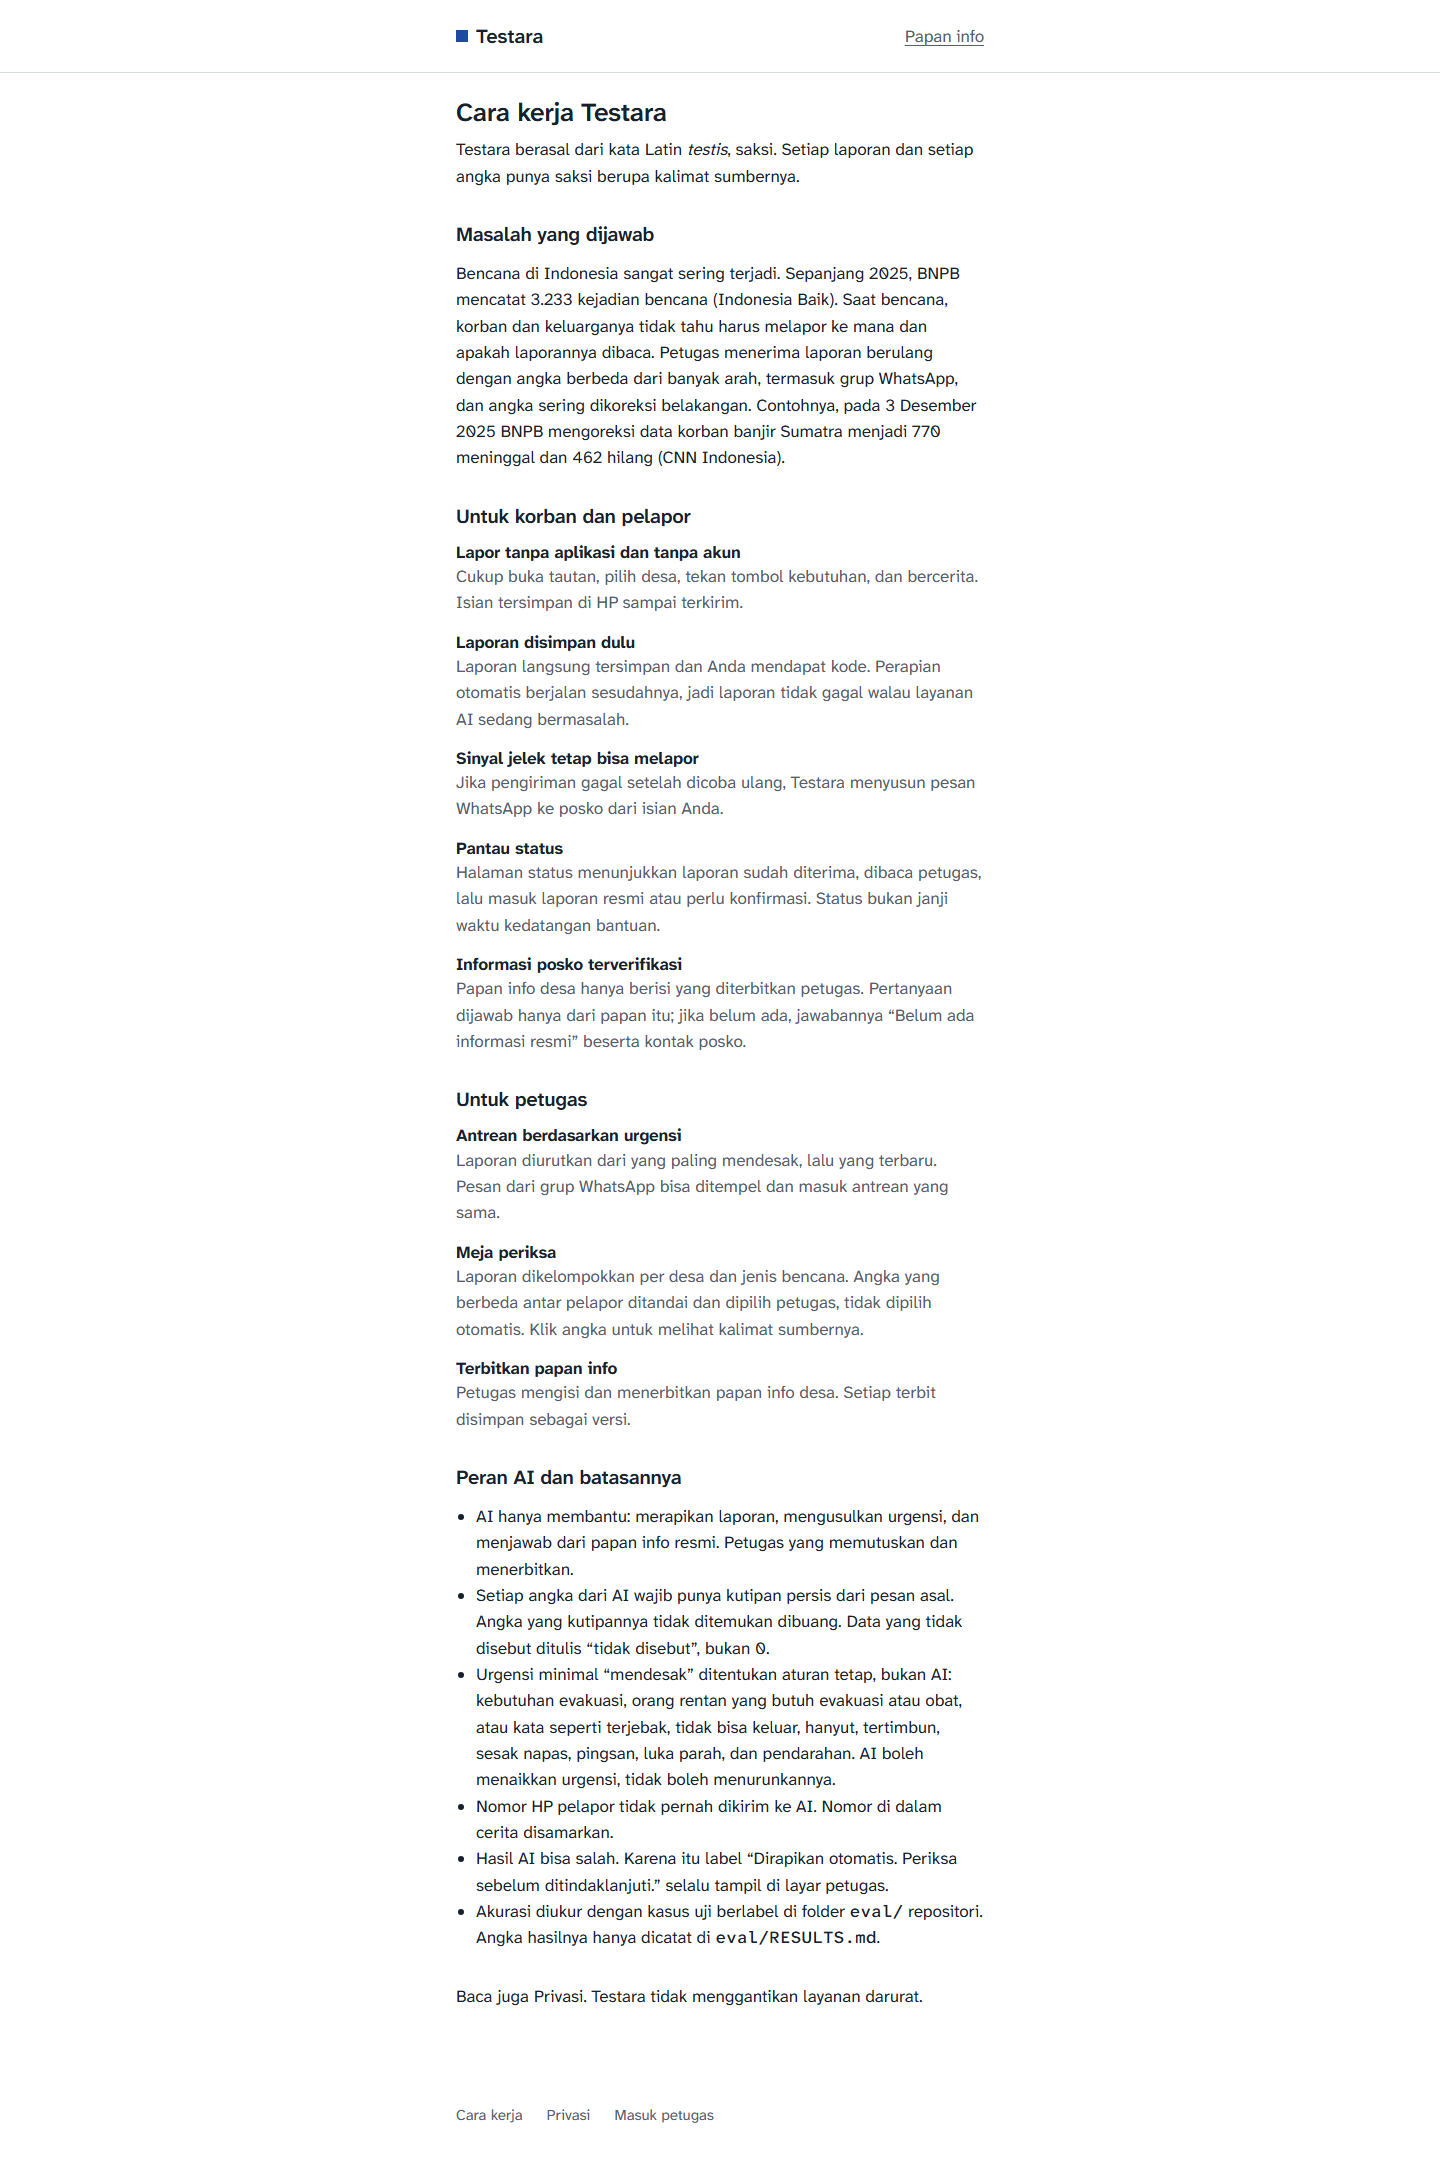 Testara
Papan info
Cara kerja Testara
Testara berasal dari kata Latin testis, saksi. Setiap laporan dan setiap
angka punya saksi berupa kalimat sumbernya.
Masalah yang dijawab
Bencana di Indonesia sangat sering terjadi. Sepanjang 2025, BNPB
mencatat 3.233 kejadian bencana (Indonesia Baik). Saat bencana,
korban dan keluarganya tidak tahu harus melapor ke mana dan
apakah laporannya dibaca. Petugas menerima laporan berulang
dengan angka berbeda dari banyak arah, termasuk grup WhatsApp,
dan angka sering dikoreksi belakangan. Contohnya, pada 3 Desember
2025 BNPB mengoreksi data korban banjir Sumatra menjadi 770
meninggal dan 462 hilang (CNN Indonesia).
Untuk korban dan pelapor
Lapor tanpa aplikasi dan tanpa akun
Cukup buka tautan, pilih desa, tekan tombol kebutuhan, dan bercerita.
Isian tersimpan di HP sampai terkirim.
Laporan disimpan dulu
Laporan langsung tersimpan dan Anda mendapat kode. Perapian
otomatis berjalan sesudahnya, jadi laporan tidak gagal walau layanan
AI sedang bermasalah.
Sinyal jelek tetap bisa melapor
Jika pengiriman gagal setelah dicoba ulang, Testara menyusun pesan
WhatsApp ke posko dari isian Anda.
Pantau status
Halaman status menunjukkan laporan sudah diterima, dibaca petugas,
lalu masuk laporan resmi atau perlu konfirmasi. Status bukan janji
waktu kedatangan bantuan.
Informasi posko terverifikasi
Papan info desa hanya berisi yang diterbitkan petugas. Pertanyaan
dijawab hanya dari papan itu; jika belum ada, jawabannya “Belum ada
informasi resmi” beserta kontak posko.
Untuk petugas
Antrean berdasarkan urgensi
Laporan diurutkan dari yang paling mendesak, lalu yang terbaru.
Pesan dari grup WhatsApp bisa ditempel dan masuk antrean yang
sama.
Meja periksa
Laporan dikelompokkan per desa dan jenis bencana. Angka yang
berbeda antar pelapor ditandai dan dipilih petugas, tidak dipilih
otomatis. Klik angka untuk melihat kalimat sumbernya.
Terbitkan papan info
Petugas mengisi dan menerbitkan papan info desa. Setiap terbit
disimpan sebagai versi.
Peran AI dan batasannya
• AI hanya membantu: merapikan laporan, mengusulkan urgensi, dan
menjawab dari papan info resmi. Petugas yang memutuskan dan
menerbitkan.
• Setiap angka dari AI wajib punya kutipan persis dari pesan asal.
Angka yang kutipannya tidak ditemukan dibuang. Data yang tidak
disebut ditulis “tidak disebut”, bukan 0.
• Urgensi minimal “mendesak” ditentukan aturan tetap, bukan AI:
kebutuhan evakuasi, orang rentan yang butuh evakuasi atau obat,
atau kata seperti terjebak, tidak bisa keluar, hanyut, tertimbun,
sesak napas, pingsan, luka parah, dan pendarahan. AI boleh
menaikkan urgensi, tidak boleh menurunkannya.
• Nomor HP pelapor tidak pernah dikirim ke AI. Nomor di dalam
cerita disamarkan.
• Hasil AI bisa salah. Karena itu label “Dirapikan otomatis. Periksa
sebelum ditindaklanjuti.” selalu tampil di layar petugas.
• Akurasi diukur dengan kasus uji berlabel di folder eval/ repositori.
Angka hasilnya hanya dicatat di eval/RESULTS.md.
Baca juga Privasi. Testara tidak menggantikan layanan darurat.
Cara kerja
Privasi
Masuk petugas